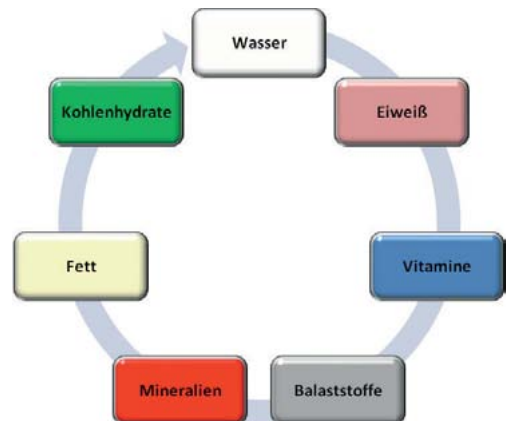 Wasser
Eiweiß
Vitamine
Balaststoffe
Mineralien
Fett
Kohlenhydrate